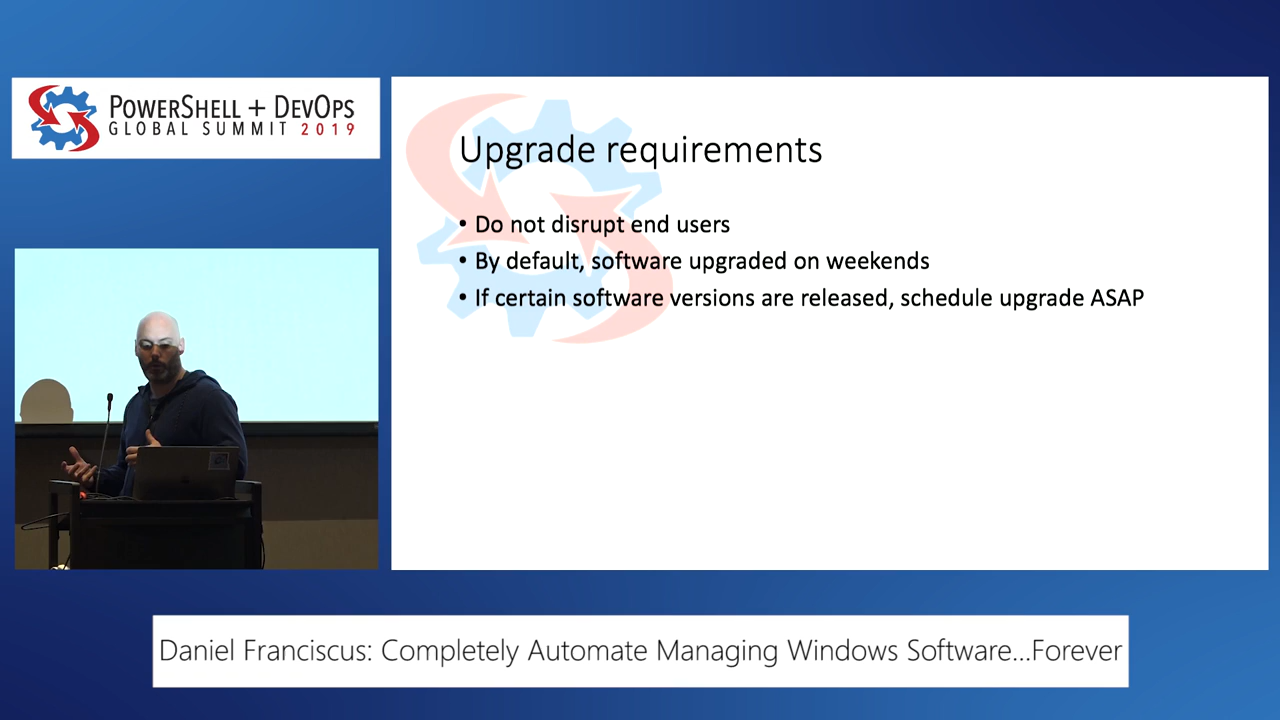 POWERSHELL + DEVOPS
GLOBAL SUMMIT 2019
Upgrade requirements
• Do not disrupt end users
• By default, software upgraded on weekends
• If certain software versions are released, schedule upgrade ASAP
Daniel Franciscus: Completely Automate Managing Windows Software...Forever